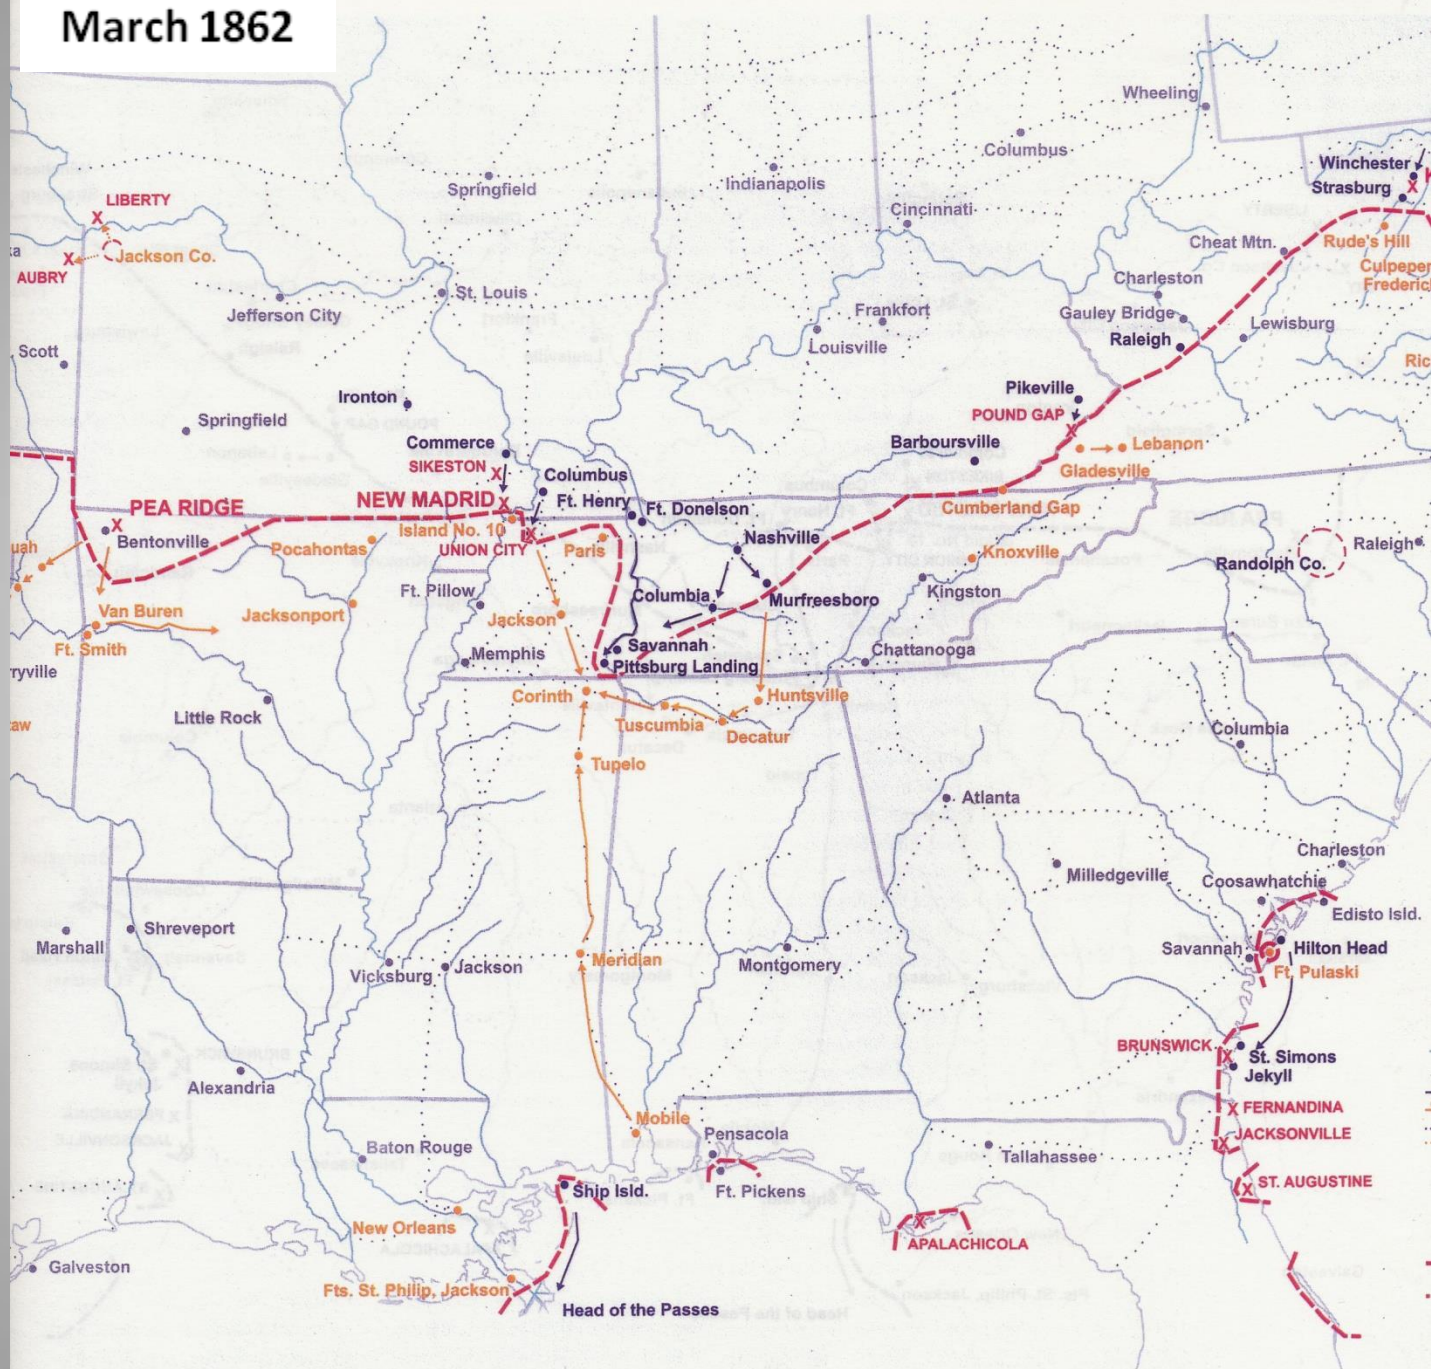 March 1862
Wheeling
Columbus
Winchester
Strasburg
Springfield
Indianapolis
LIBERTY
Cincinnati
Cheat Mtn.
Rude's Hill
Jackson Co.
AUBRY
Culpeper
Charleston
St. Louis
Jefferson City
Frankfort
Gauley Bridge
Lewisburg
Louisville
Raleigh
Scott
Pikeville
Ironton
POUND GAP
Springfield
Commerce
Barboursville
Lebanon
SIKESTON
Gladesville
Columbus
PEA RIDGE
NEW MADRID
Ft. Henry
Ft. Donelson
Cumberland Gap
Island No. 10
Bentonville
Pocahontas
UNION CITY
Paris
Nashville
Knoxville
Raleigh
Randolph Co.
Ft. Pillow
Columbia
Murfreesboro
Kingston
Van Buren
Jacksonport
Jackson
Ft. Smith
Savannah
Chattanooga
Memphis
Pittsburg Landing
Corinth
Huntsville
Little Rock
Tuscumbia
Decatur
Columbia
Tupelo
Atlanta
Charleston
Milledgeville
Coosawhatchie
Edisto Isld.
Shreveport
Marshall
Savannah
Hilton Head
Meridian
Montgomery
Vicksburg
Jackson
Ft. Pulaski
BRUNSWICK
St. Simons
Jekyll
Alexandria
FERNANDINA
Mobile
Pensacola
JACKSONVILLE
Baton Rouge
Tallahassee
ST. AUGUSTINE
Ship Isld.
Ft. Pickens
New Orleans
APALACHICOLA
Galveston
Fts. St. Philip, Jackson
Head of the Passes